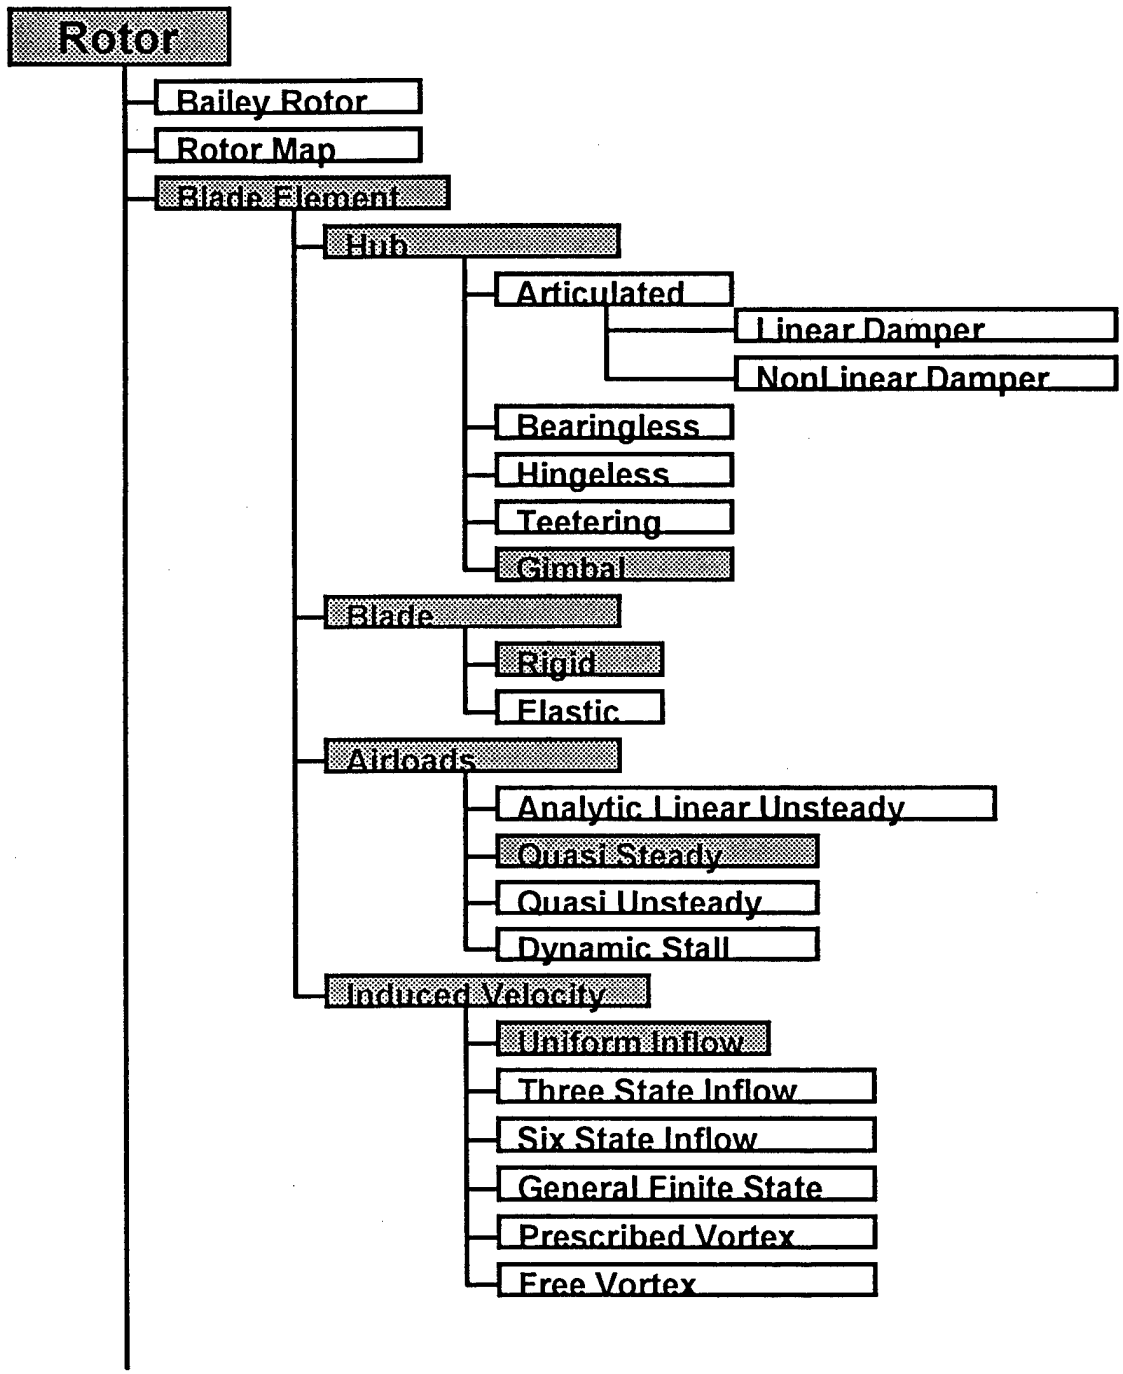 Rotor
Bailey Rotor
Rotor Map
Blade Element
Hub
Articulated
Linear Damper
NonLinear Damper
Bearingless
Hingeless
Teetering
Gimbal
Blade
Rigid
Elastic
Airloads
Analytic Linear Unsteady
Quasi Steady
Quasi Unsteady
Dynamic Stall
Induced Velocity
Uniform Inflow
Three State Inflow
Six State Inflow
General Finite State
Prescribed Vortex
Free Vortex